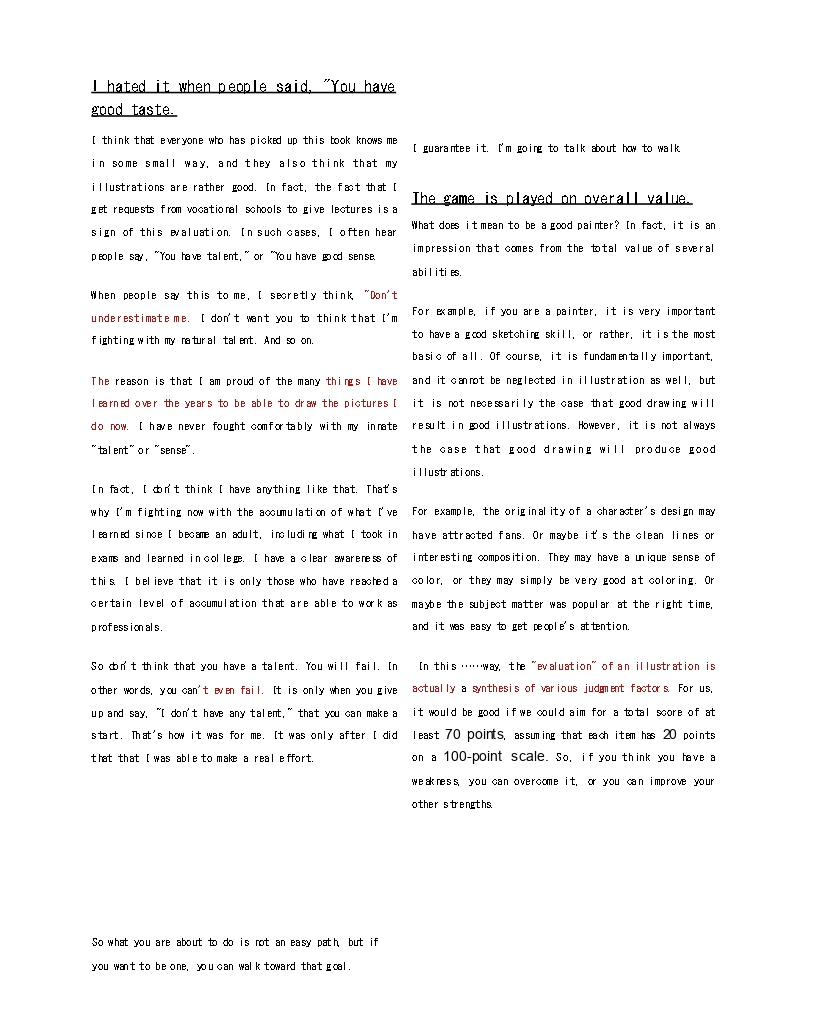 I hated it when people said, "You have
good taste.
I think that everyone who has picked up this book knows me
in some small way, and they also think that my
illustrations are rather good. In fact, the fact that I
get requests from vocational schools to give lectures is a
sign of this evaluation. In such cases, I often hear
people say, "You have talent," or "You have good sense.
When people say this to me, I secretly think, "Don't
underestimate me. I don't want you to think that I'm
fighting with my natural talent. And so on.
The reason is that I am proud of the many things I have
learned over the years to be able to draw the pictures I
do now. I have never fought comfortably with my innate
"talent" or "sense".
In fact, I don't think I have anything like that. That's
why I'm fighting now with the accumulation of what I've
learned since I became an adult, including what I took in
exams and learned in college. I have a clear awareness of
this. I believe that it is only those who have reached a
certain level of accumulation that are able to work as
professionals.
So don't think that you have a talent. You will fail. In
other words, you can't even fail. It is only when you give
up and say, "I don't have any talent," that you can make a
start. That's how it was for me. It was only after I did
that that I was able to make a real effort.
So what you are about to do is not an easy path, but if
you want to be one, you can walk toward that goal.
I guarantee it. I'm going to talk about how to walk.
The game is played on overall value.
What does it mean to be a good painter? In fact, it is an
impression that comes from the total value of several
abilities.
For example, if you are a painter, it is very important
to have a good sketching skill, or rather, it is the most
basic of all. Of course, it is fundamentally important,
and it cannot be neglected in illustration as well, but
it is not necessarily the case that good drawing will
result in good illustrations. However, it is not always
the case that good drawing will produce good
illustrations.
For example, the originality of a character's design may
have attracted fans. Or maybe it's the clean lines or
interesting composition. They may have a unique sense of
color, or they may simply be very good at coloring. Or
maybe the subject matter was popular at the right time,
and it was easy to get people's attention.
In this ……way, the "evaluation" of an illustration is
actually a synthesis of various judgment factors. For us,
it would be good if we could aim for a total score of at
least 70 points, assuming that each item has 20 points
on a 100-point scale. So, if you think you have a
weakness, you can overcome it, or you can improve your
other strengths.